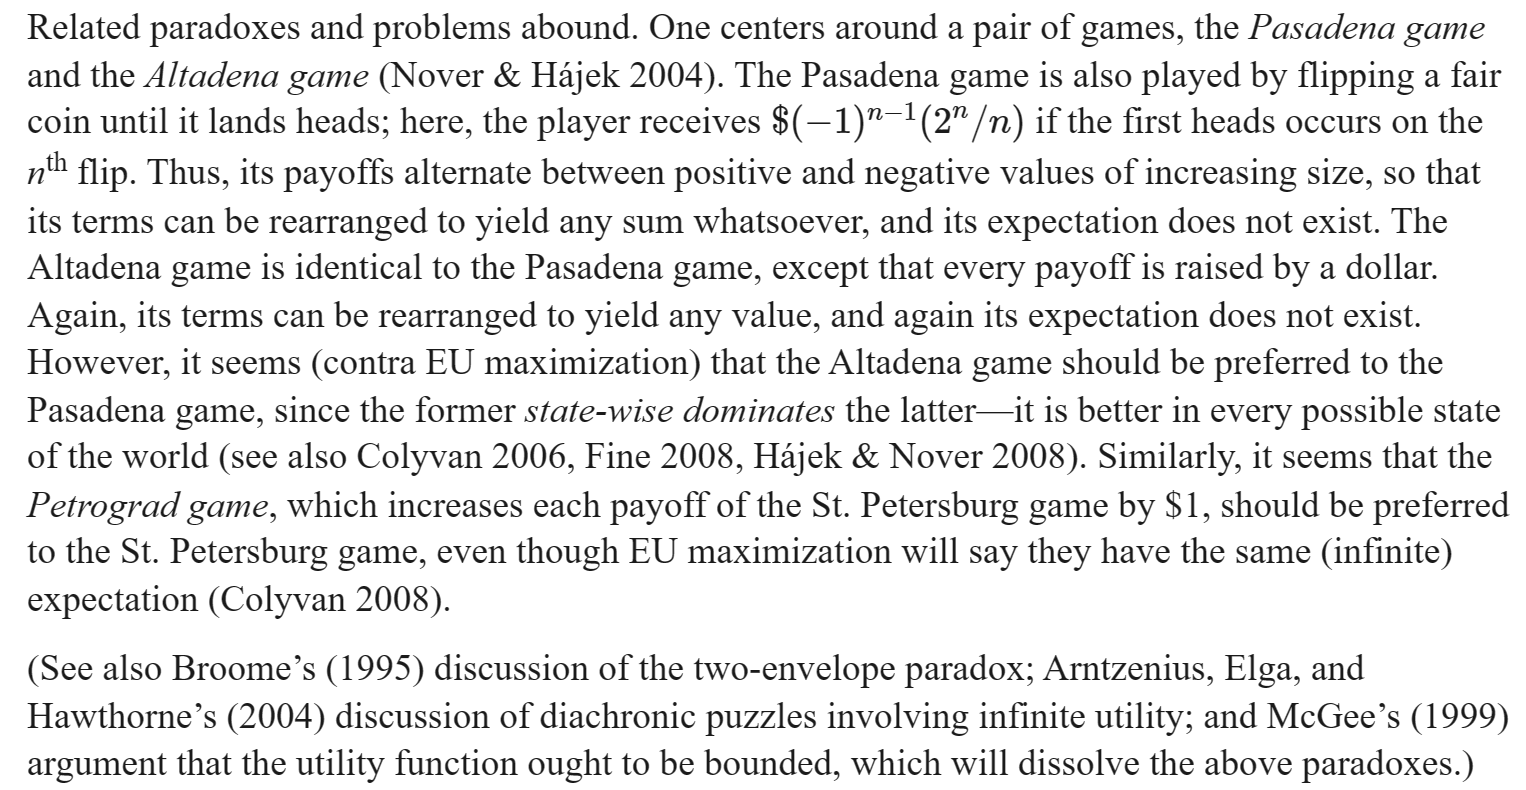 Related paradoxes and problems abound. One centers around a pair of games, the Pasadena game
and the Altadena game (Nover & Hájek 2004). The Pasadena game is also played by flipping a fair
coin until it lands heads; here, the player receives $(−1)ⁿ⁻¹(2ⁿ/n) if the first heads occurs on the
nᵗʰ flip. Thus, its payoffs alternate between positive and negative values of increasing size, so that
its terms can be rearranged to yield any sum whatsoever, and its expectation does not exist. The
Altadena game is identical to the Pasadena game, except that every payoff is raised by a dollar.
Again, its terms can be rearranged to yield any value, and again its expectation does not exist.
However, it seems (contra EU maximization) that the Altadena game should be preferred to the
Pasadena game, since the former state-wise dominates the latter—it is better in every possible state
of the world (see also Colyvan 2006, Fine 2008, Hájek & Nover 2008). Similarly, it seems that the
Petrograd game, which increases each payoff of the St. Petersburg game by $1, should be preferred
to the St. Petersburg game, even though EU maximization will say they have the same (infinite)
expectation (Colyvan 2008).
(See also Broome’s (1995) discussion of the two-envelope paradox; Arntzenius, Elga, and
Hawthorne’s (2004) discussion of diachronic puzzles involving infinite utility; and McGee’s (1999)
argument that the utility function ought to be bounded, which will dissolve the above paradoxes.)